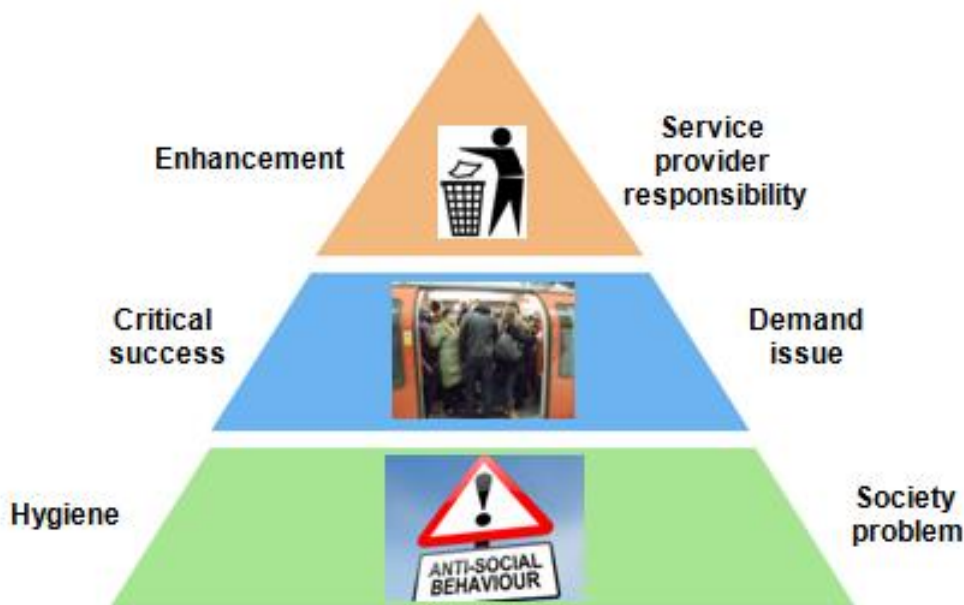 Enhancement
Service
provider
responsibility
Critical
success
Demand
issue
Hygiene
ANTI-SOCIAL
BEHAVIOUR
Society
problem